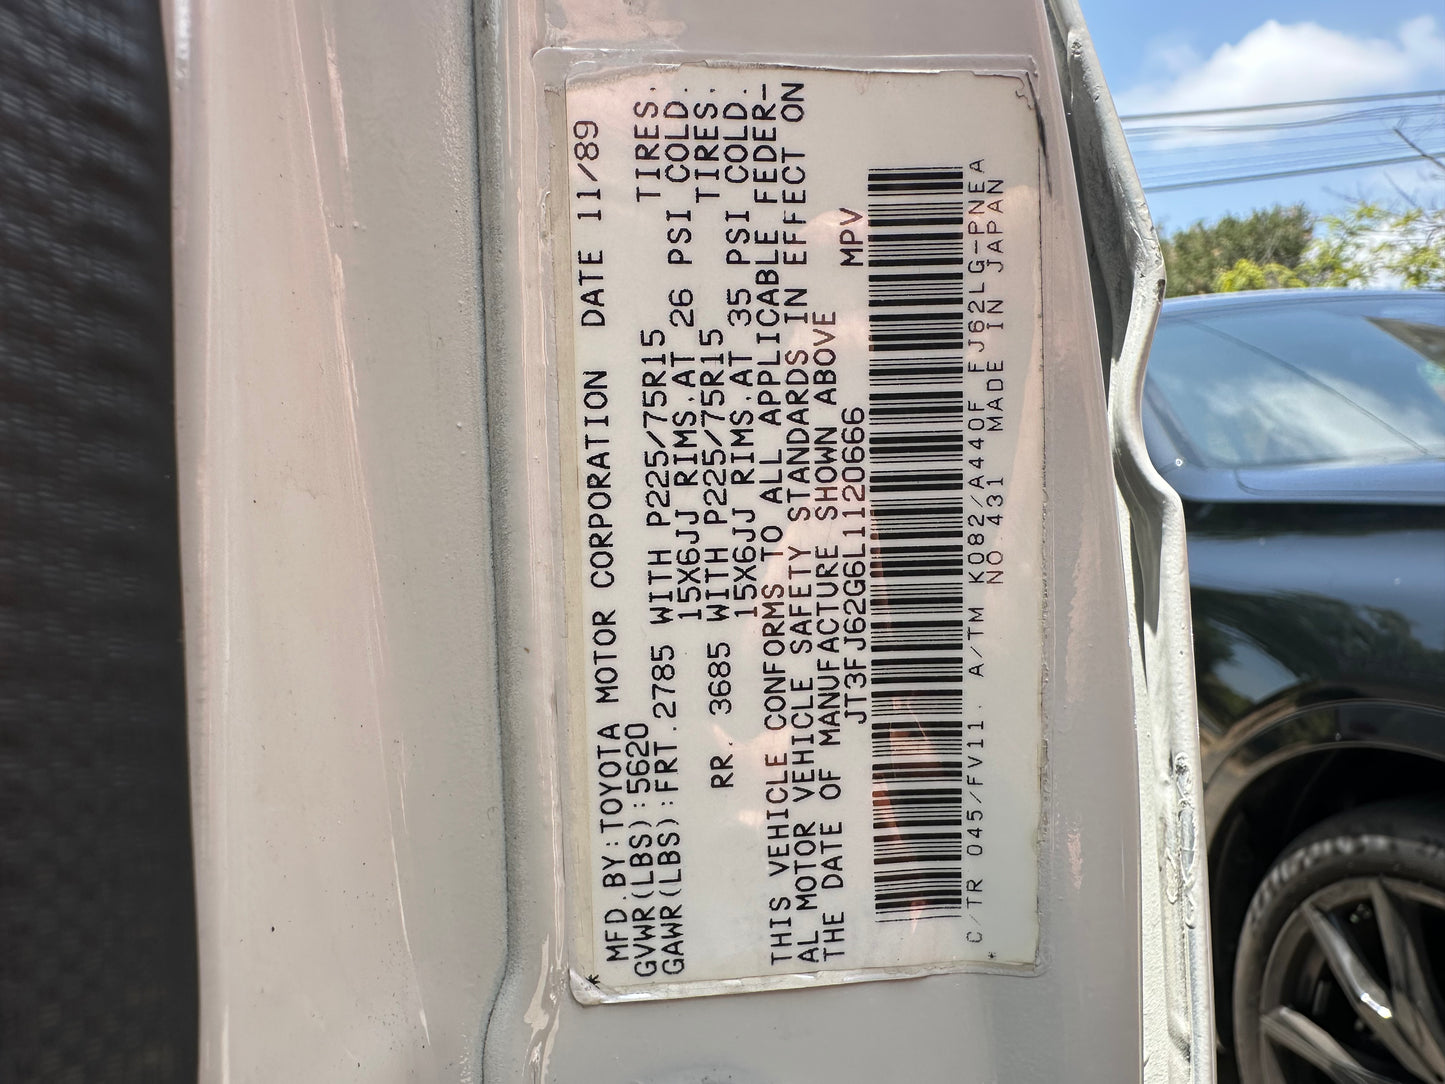 MFD.BY:TOYOTA MOTOR CORPORATION DATE 11/89
GVWR(LBS):5620
GAWR(LBS):FRT.2785 WITH P225/75R15 TIRES.
15X6JJ RIMS.AT 26 PSI COLD.
RR. 3685 WITH P225/75R15 TIRES.
15X6JJ RIMS.AT 35 PSI COLD.
THIS VEHICLE CONFORMS TO ALL APPLICABLE FEDER-
AL MOTOR VEHICLE SAFETY STANDARDS IN EFFECT ON
THE DATE OF MANUFACTURE SHOWN ABOVE
JT3FJ62G6L1120666 MPV
C/TR 045/FV11. A/TM K082/A440F FJ62LG-PNEA
* NO 431 MADE IN JAPAN *